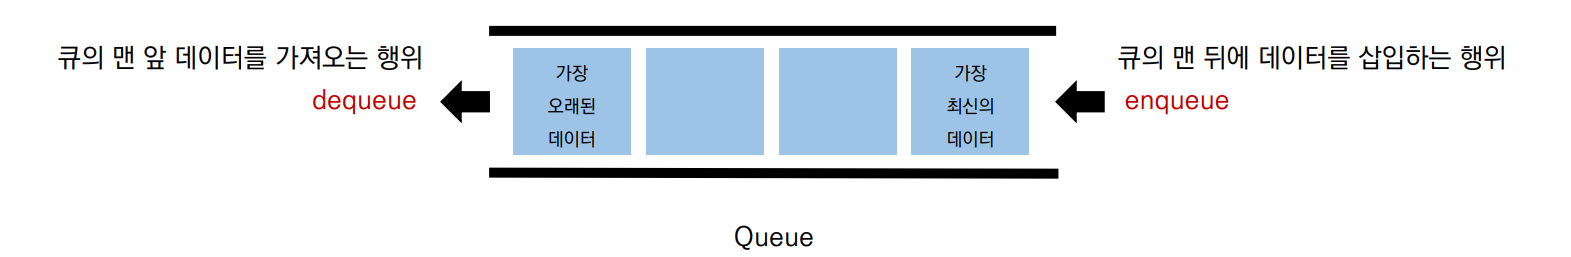 큐의 맨 앞 데이터를 가져오는 행위
dequeue
가장
오래된
데이터
가장
최신의
데이터
큐의 맨 뒤에 데이터를 삽입하는 행위
enqueue
Queue